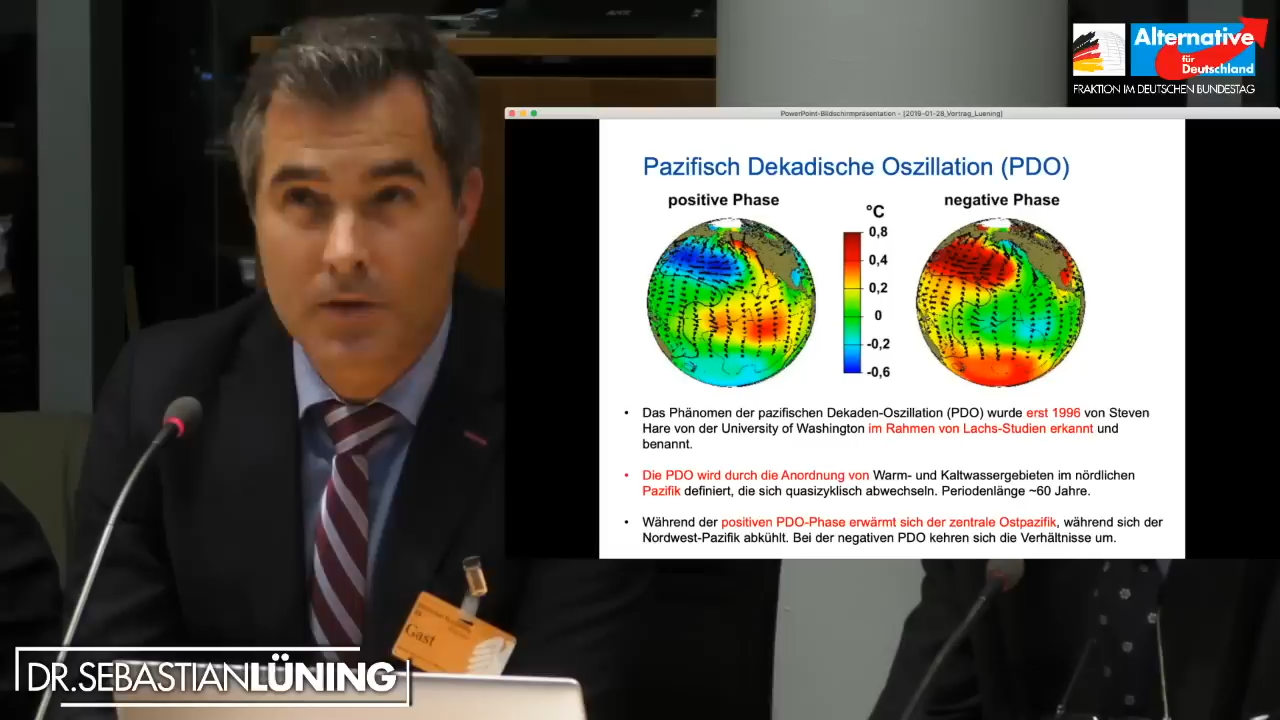 Alternative
für
Deutschland
FRAKTION IM DEUTSCHEN BUNDESTAG
PowerPoint-Bildschirmpräsentation - [2019-01-28_Vortrag_Luening]
Pazifisch Dekadische Oszillation (PDO)
positive Phase
negative Phase
°C
0,8
0,4
0,2
0
-0,2
-0,6
• Das Phänomen der pazifischen Dekaden-Oszillation (PDO) wurde erst 1996 von Steven
Hare von der University of Washington im Rahmen von Lachs-Studien erkannt und
benannt.
• Die PDO wird durch die Anordnung von Warm- und Kaltwassergebieten im nördlichen
Pazifik definiert, die sich quasizyklisch abwechseln. Periodenlänge ~60 Jahre.
• Während der positiven PDO-Phase erwärmt sich der zentrale Ostpazifik, während sich der
Nordwest-Pazifik abkühlt. Bei der negativen PDO kehren sich die Verhältnisse um.
Gast
DR.SEBASTIANLÜNING